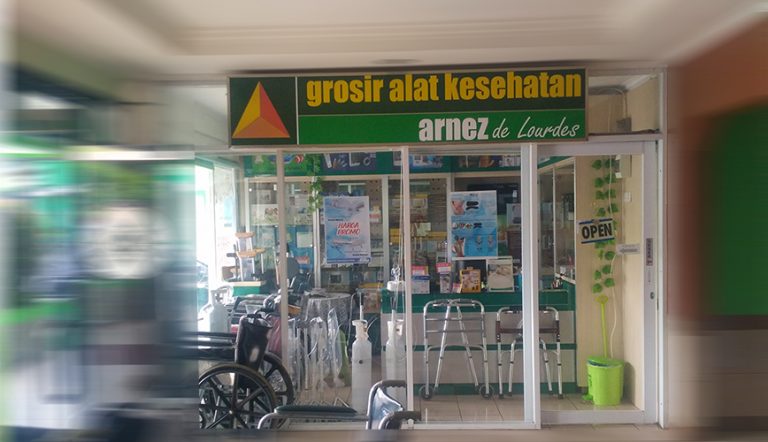 grosir alat kesehatan
arnez de Lourdes
HARGA
PROMO
OPEN